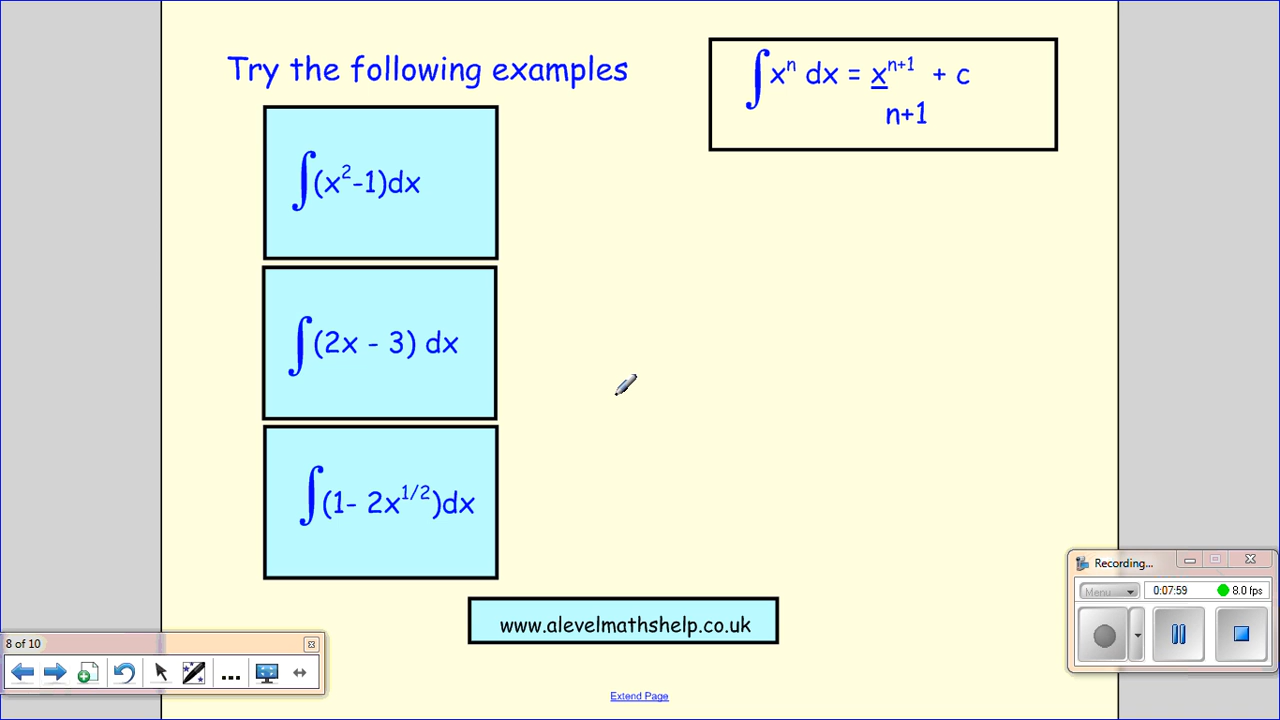 Try the following examples
∫xⁿ dx = xⁿ⁺¹ + c
n+1
∫(x²-1)dx
∫(2x - 3) dx
∫(1- 2x^1/2)dx
www.alevelmathshelp.co.uk
Extend Page
8 of 10
...
Recording...
Menu
0:07:59
8.0 fps